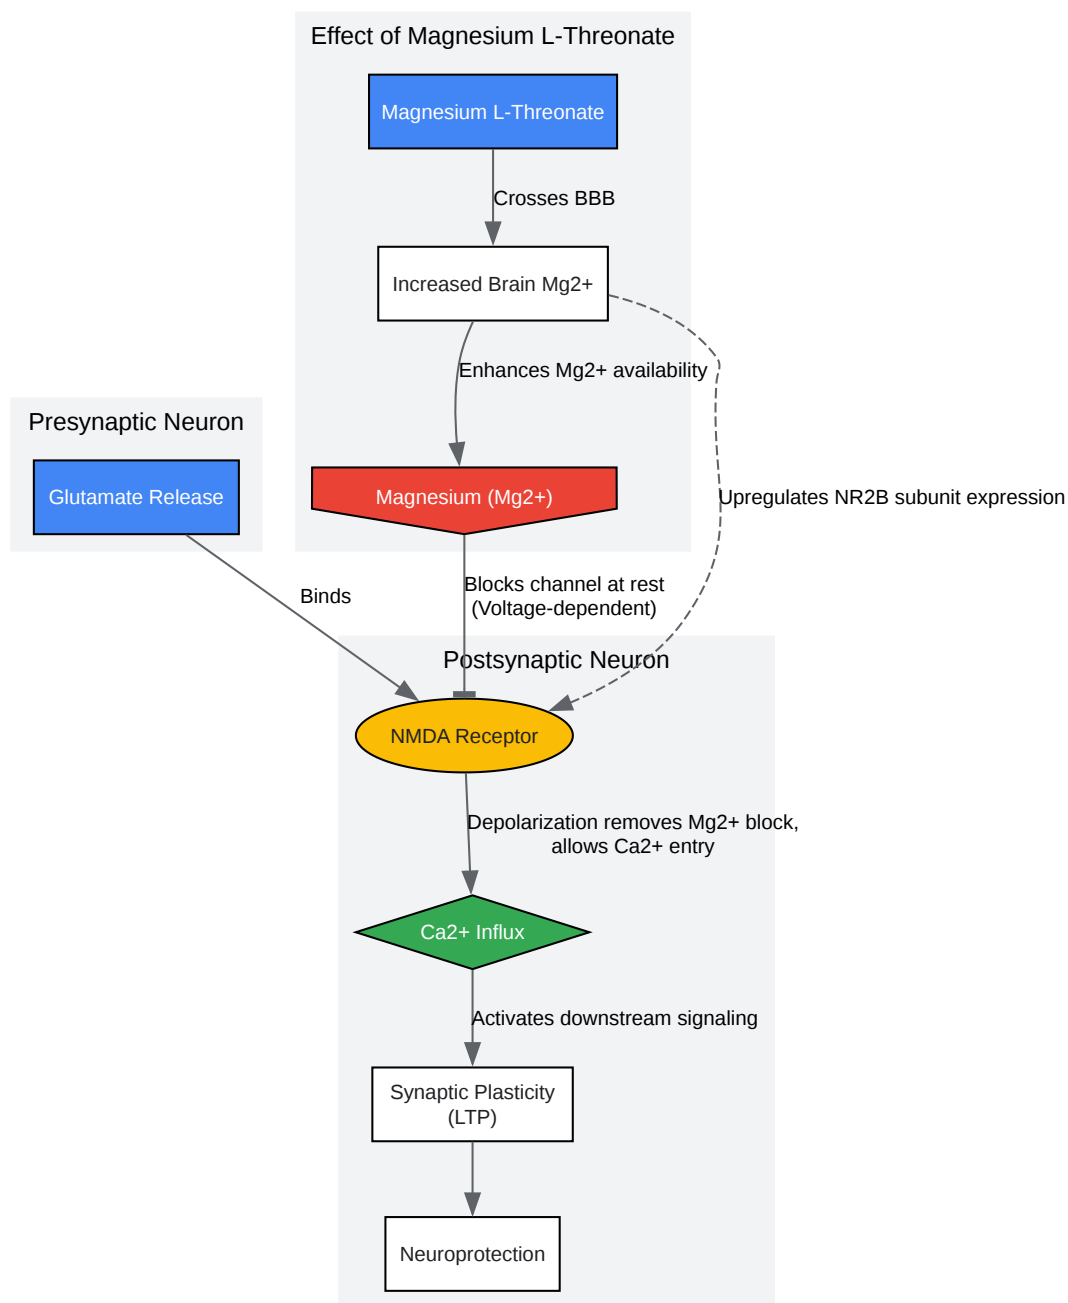 Effect of Magnesium L-Threonate
Magnesium L-Threonate
Crosses BBB
Increased Brain Mg2+
Enhances Mg2+ availability
Presynaptic Neuron
Glutamate Release
Magnesium (Mg2+)
Upregulates NR2B subunit expression
Binds
Blocks channel at rest
(Voltage-dependent)
Postsynaptic Neuron
NMDA Receptor
Depolarization removes Mg2+ block,
allows Ca2+ entry
Ca2+ Influx
Activates downstream signaling
Synaptic Plasticity
(LTP)
Neuroprotection